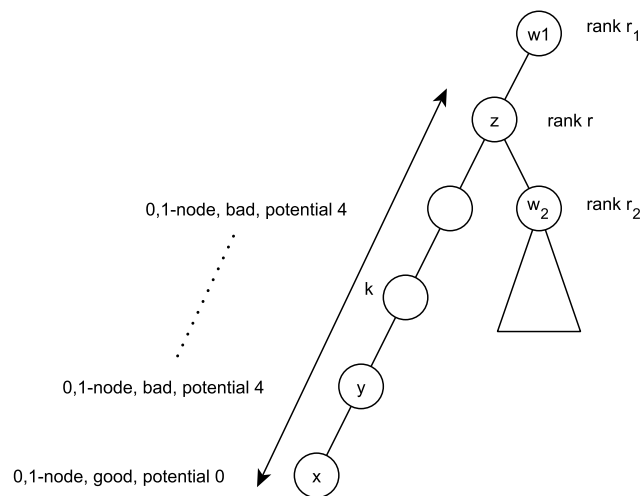 w1 rank r₁
z rank r
0,1-node, bad, potential 4 w₂ rank r₂
k
0,1-node, bad, potential 4 y
0,1-node, good, potential 0 x